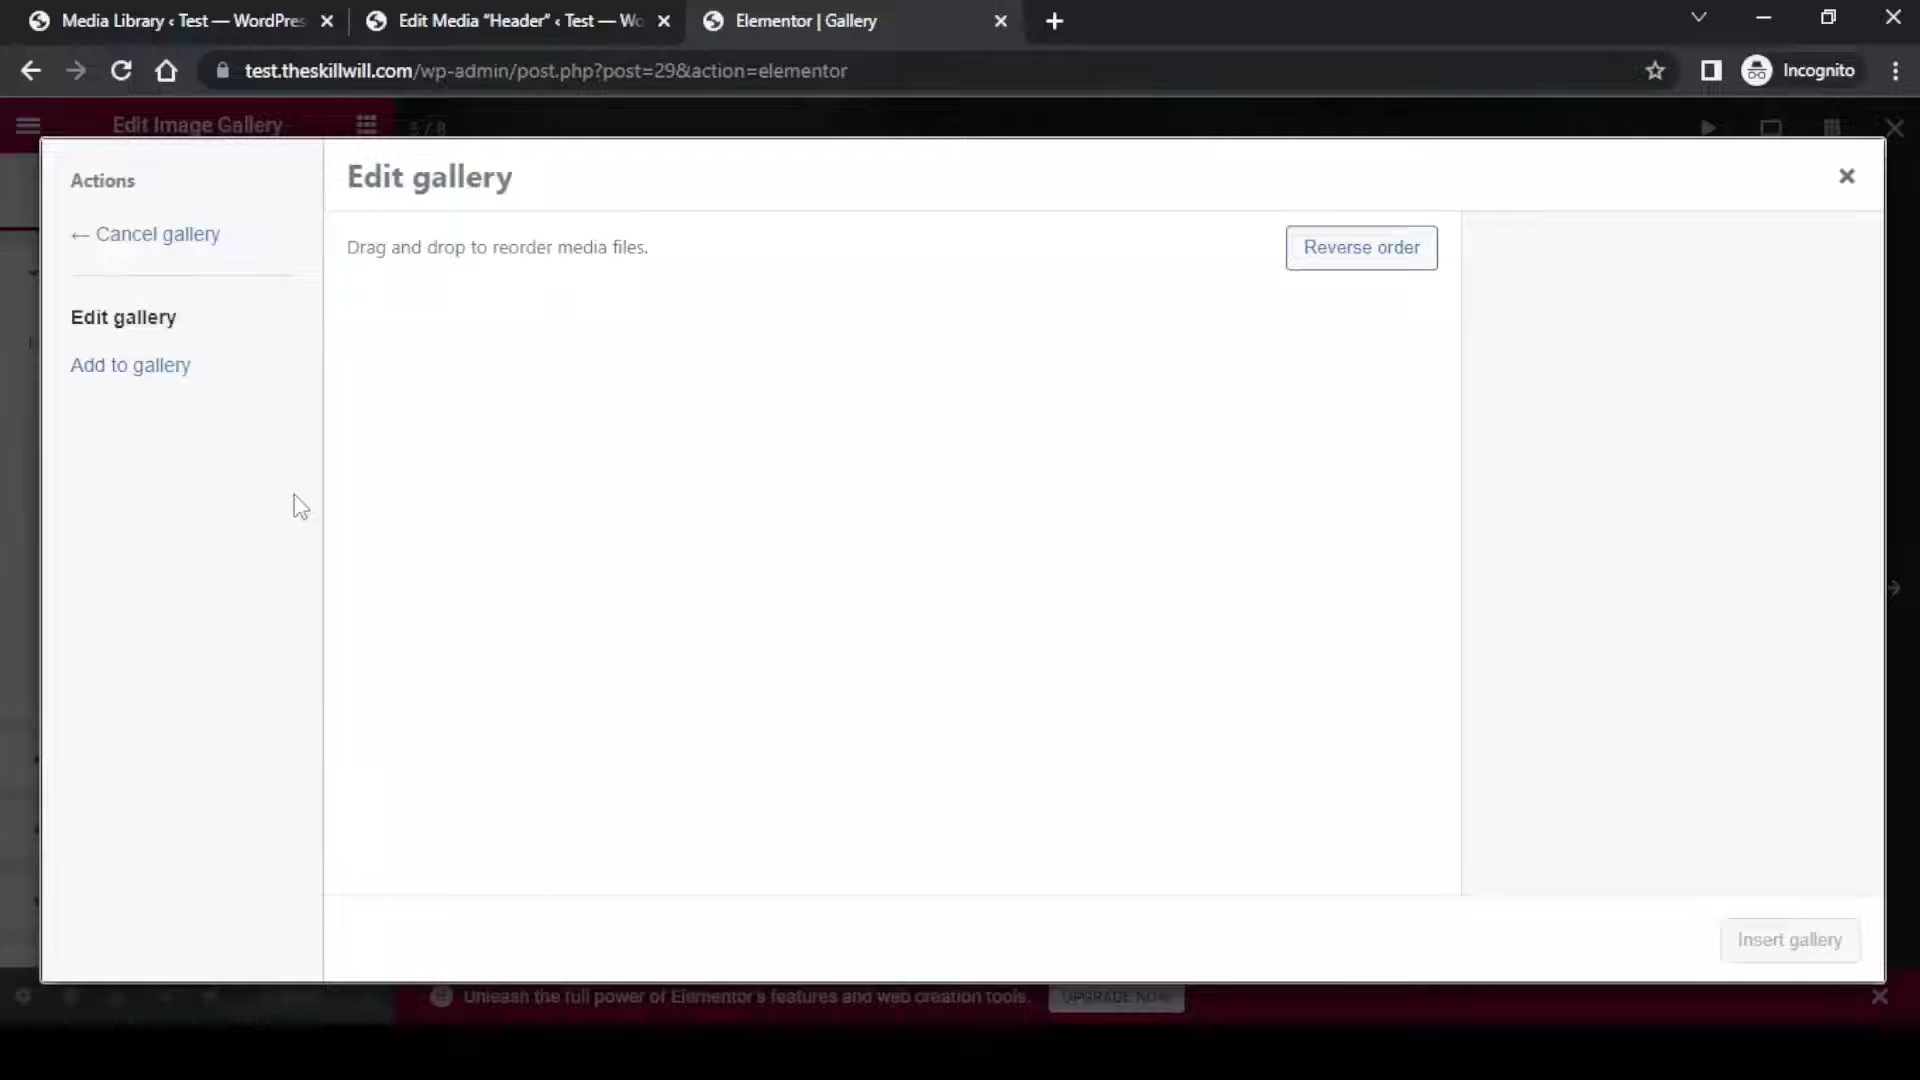 Media Library ‹ Test — WordPres
Edit Media “Header” ‹ Test — Wo
Elementor | Gallery
test.theskillwill.com/wp-admin/post.php?post=29&action=elementor
Incognito
Edit Image Gallery
Actions
Edit gallery
← Cancel gallery
Drag and drop to reorder media files.
Reverse order
Edit gallery
Add to gallery
Insert gallery
Unleash the full power of Elementor's features and web creation tools.
UPGRADE NOW